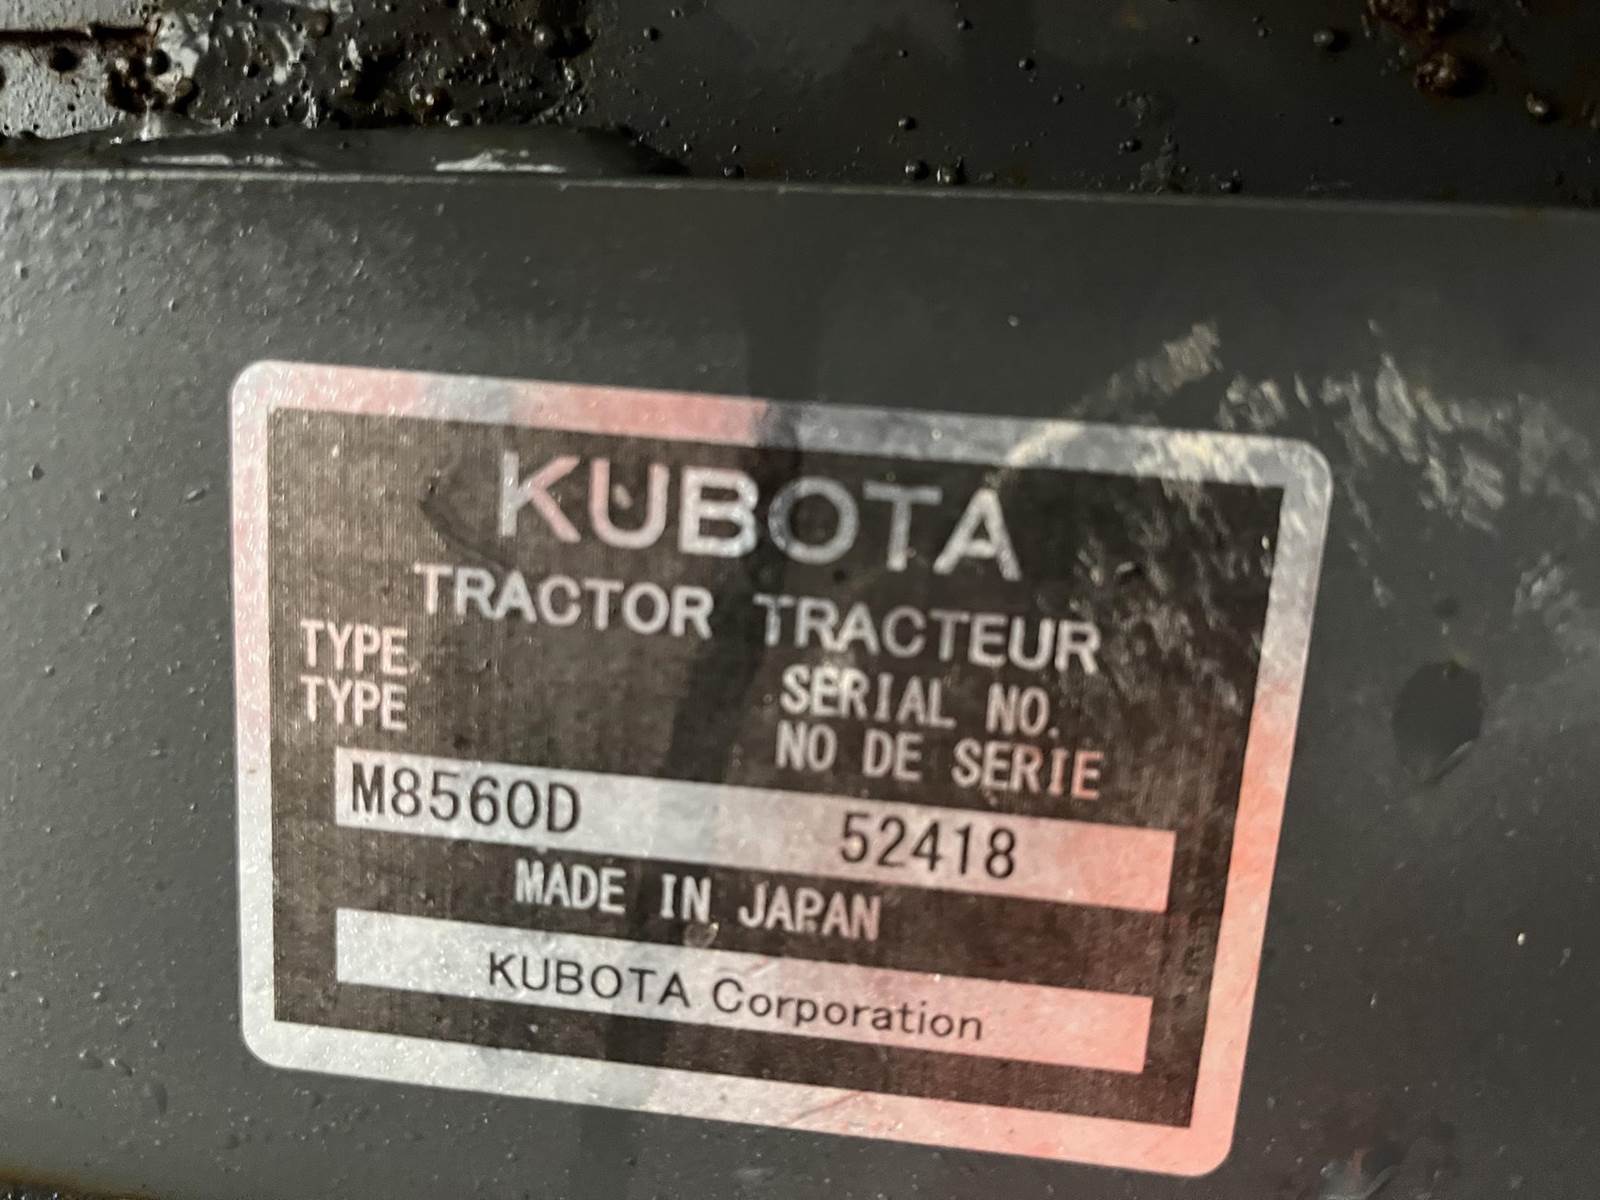 KUBOTA
TRACTOR TRACTEUR
TYPE
TYPE
SERIAL NO.
NO DE SERIE
M8560D 52418
MADE IN JAPAN
KUBOTA Corporation